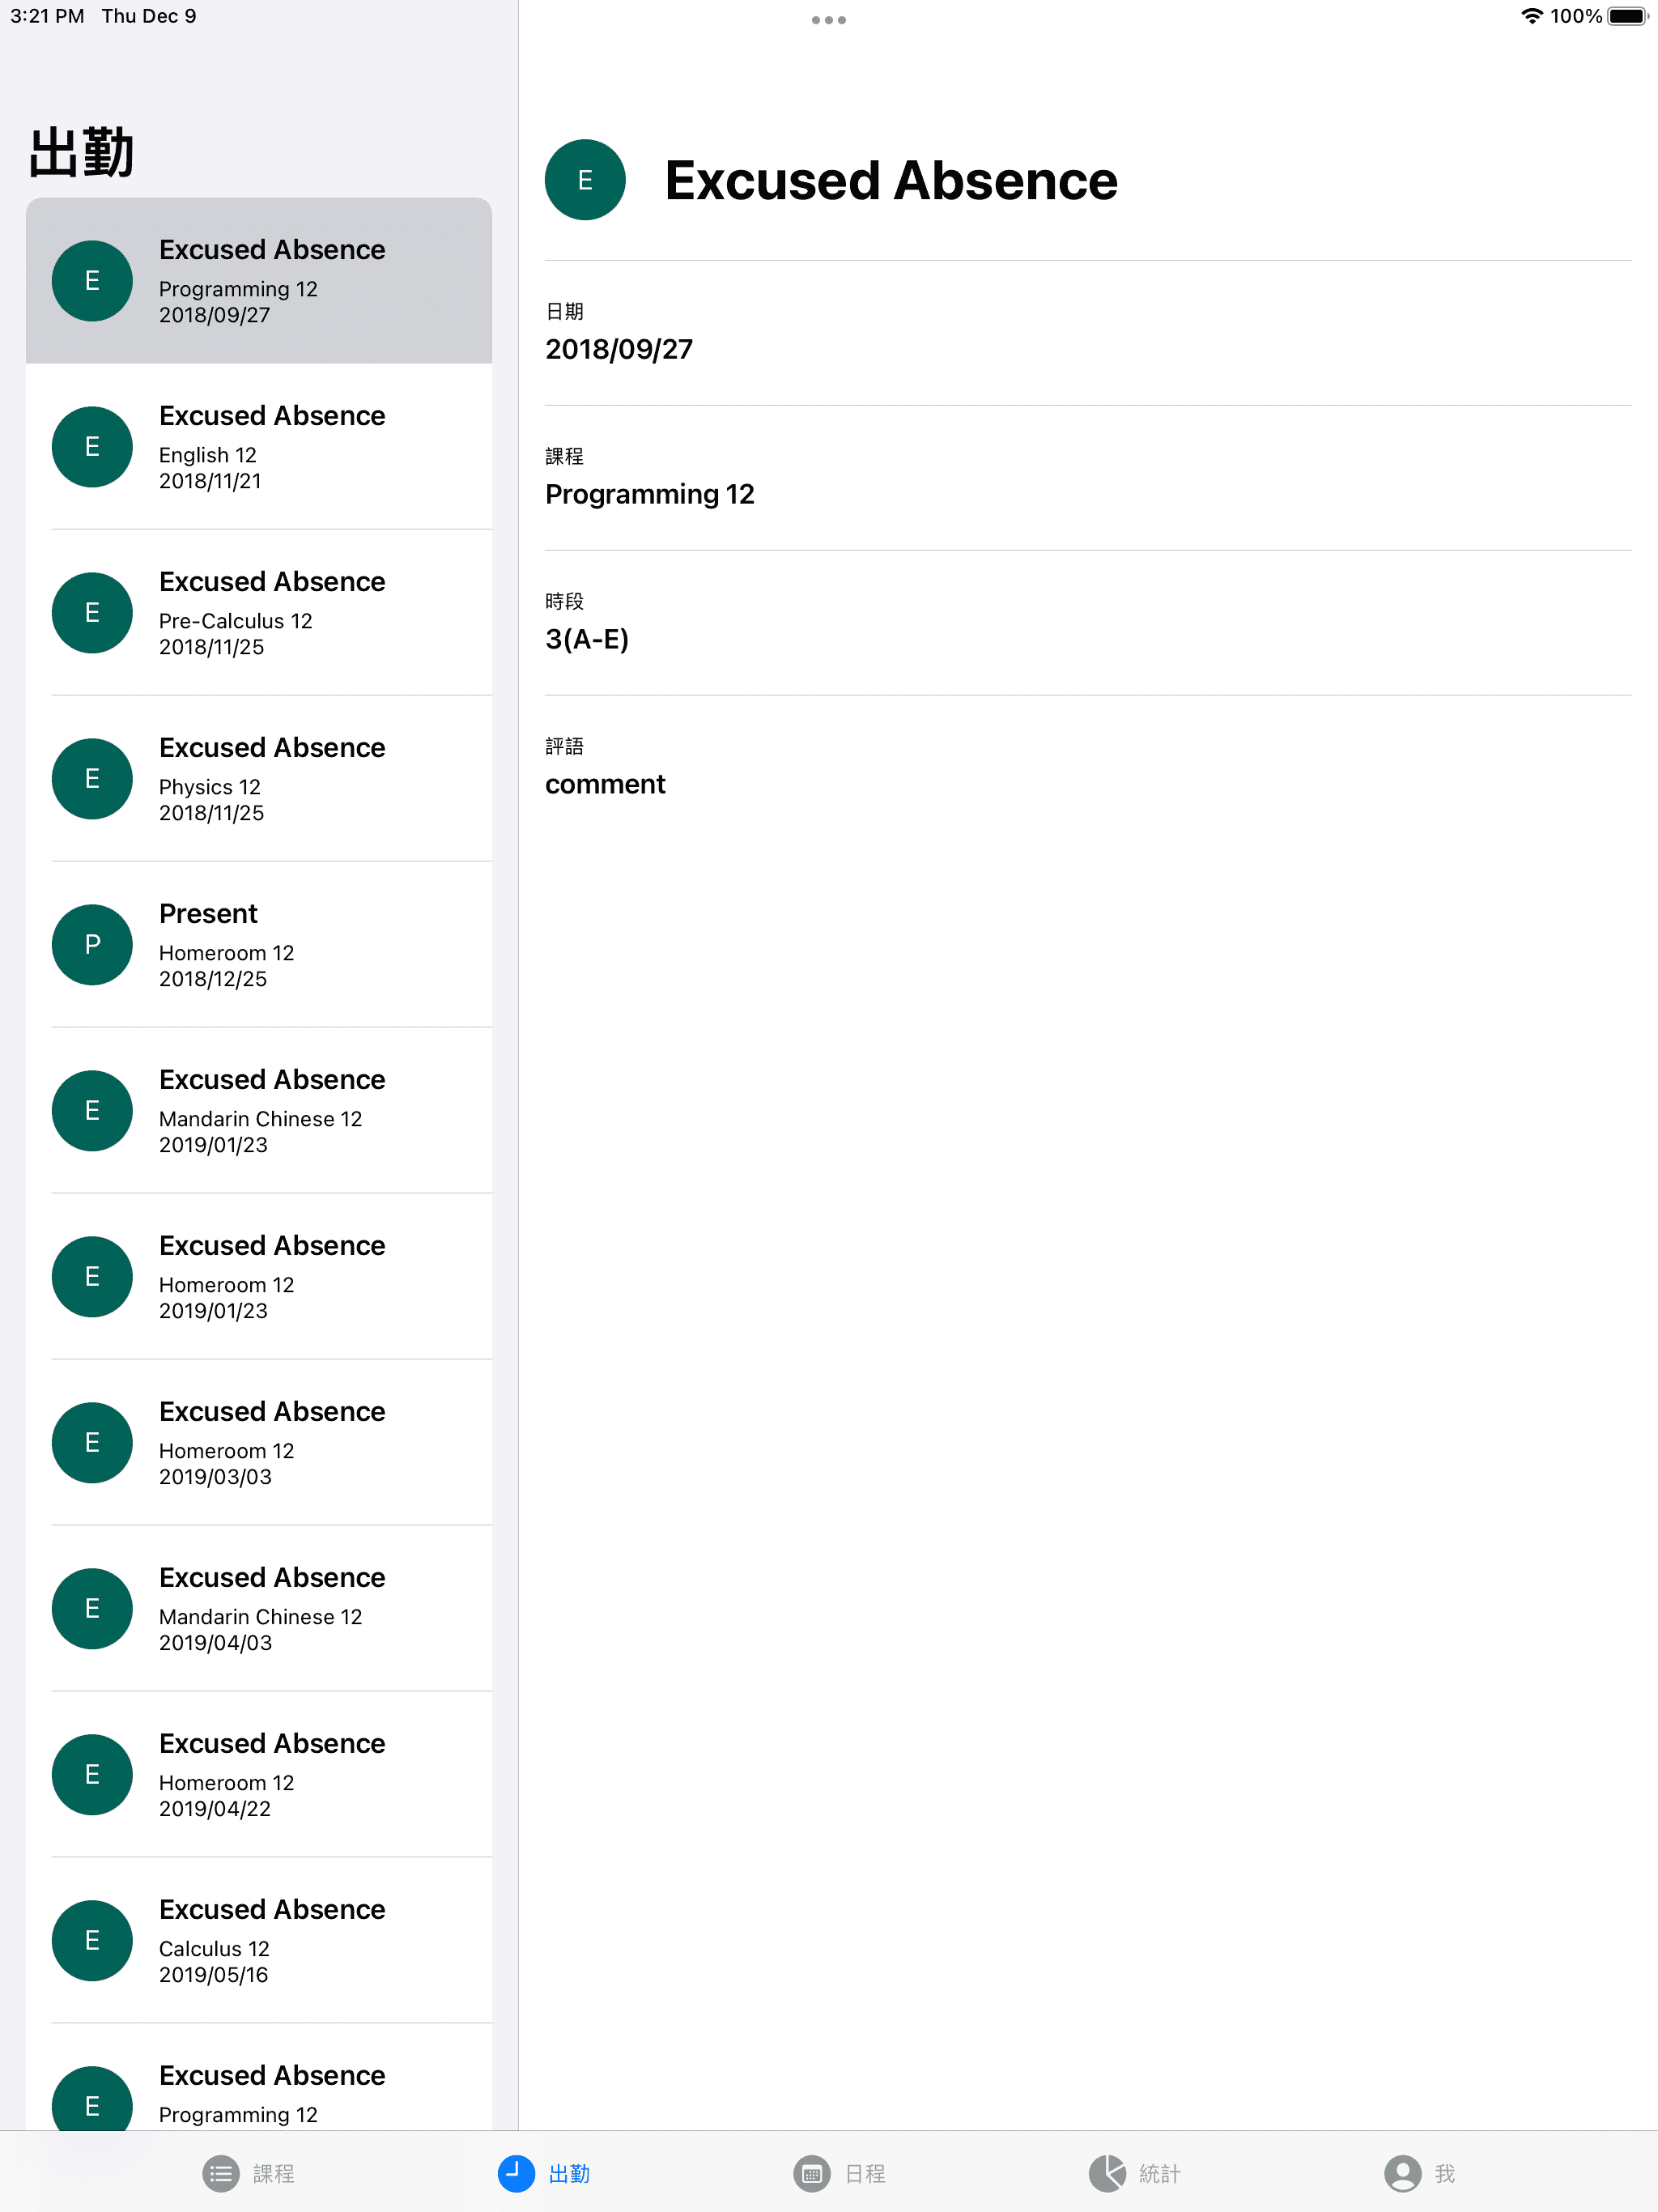 3:21 PM Thu Dec 9
100%
出勤
E
Excused Absence
Programming 12
2018/09/27
E
Excused Absence
English 12
2018/11/21
E
Excused Absence
Pre-Calculus 12
2018/11/25
E
Excused Absence
Physics 12
2018/11/25
P
Present
Homeroom 12
2018/12/25
E
Excused Absence
Mandarin Chinese 12
2019/01/23
E
Excused Absence
Homeroom 12
2019/01/23
E
Excused Absence
Homeroom 12
2019/03/03
E
Excused Absence
Mandarin Chinese 12
2019/04/03
E
Excused Absence
Homeroom 12
2019/04/22
E
Excused Absence
Calculus 12
2019/05/16
E
Excused Absence
Programming 12
E
Excused Absence
日期
2018/09/27
課程
Programming 12
時段
3(A-E)
評語
comment
課程
出勤
日程
統計
我